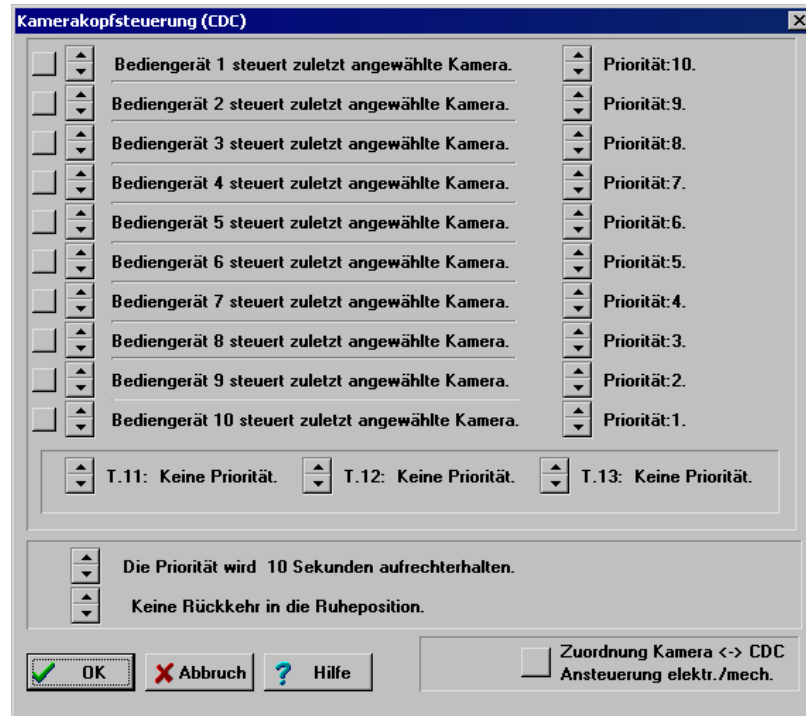 Kamerakopfsteuerung (CDC)
Bediengerät 1 steuert zuletzt angewählte Kamera. Priorität:10.
Bediengerät 2 steuert zuletzt angewählte Kamera. Priorität:9.
Bediengerät 3 steuert zuletzt angewählte Kamera. Priorität:8.
Bediengerät 4 steuert zuletzt angewählte Kamera. Priorität:7.
Bediengerät 5 steuert zuletzt angewählte Kamera. Priorität:6.
Bediengerät 6 steuert zuletzt angewählte Kamera. Priorität:5.
Bediengerät 7 steuert zuletzt angewählte Kamera. Priorität:4.
Bediengerät 8 steuert zuletzt angewählte Kamera. Priorität:3.
Bediengerät 9 steuert zuletzt angewählte Kamera. Priorität:2.
Bediengerät 10 steuert zuletzt angewählte Kamera. Priorität:1.
T.11: Keine Priorität. T.12: Keine Priorität. T.13: Keine Priorität.
Die Priorität wird 10 Sekunden aufrechterhalten.
Keine Rückkehr in die Ruheposition.
OK Abbruch ? Hilfe
Zuordnung Kamera <-> CDC
Ansteuerung elektr./mech.